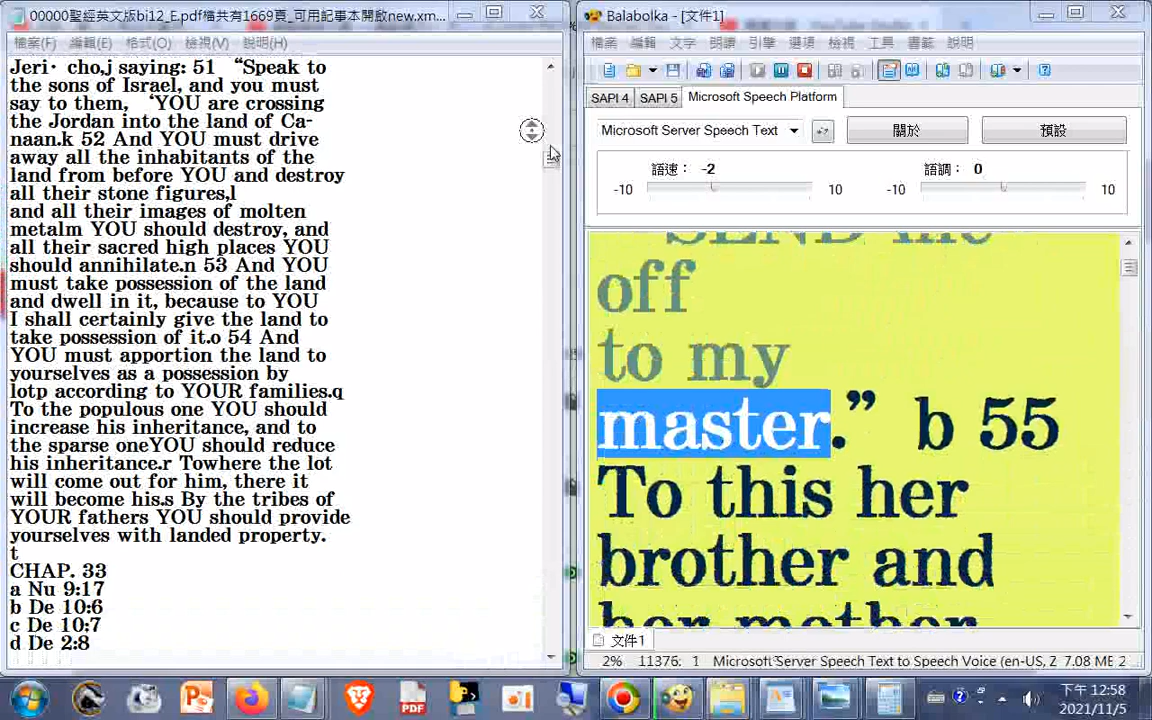 00000聖經英文版bi12_E.pdf檔共有1669頁_可用記事本開啟new.xm...
檔案(F) 編輯(E) 格式(O) 檢視(V) 說明(H)
Jeri· cho,j saying: 51 “Speak to
the sons of Israel, and you must
say to them, ‘YOU are crossing
the Jordan into the land of Ca-
naan.k 52 And YOU must drive
away all the inhabitants of the
land from before YOU and destroy
all their stone figures,l
and all their images of molten
metalm YOU should destroy, and
all their sacred high places YOU
should annihilate.n 53 And YOU
must take possession of the land
and dwell in it, because to YOU
I shall certainly give the land to
take possession of it.o 54 And
YOU must apportion the land to
yourselves as a possession by
lotp according to YOUR families.q
To the populous one YOU should
increase his inheritance, and to
the sparse oneYOU should reduce
his inheritance.r Towhere the lot
will come out for him, there it
will become his.s By the tribes of
YOUR fathers YOU should provide
yourselves with landed property.
t
CHAP. 33
a Nu 9:17
b De 10:6
c De 10:7
d De 2:8
Balabolka - [文件1]
檔案 編輯 文字 朗讀 引擎 選項 檢視 工具 書籤 說明
SAPI 4 SAPI 5 Microsoft Speech Platform
Microsoft Server Speech Text 關於 預設
語速： -2 語調： 0
-10 10 -10 10
SEND me
off
to my
master.” b 55
To this her
brother and
her mother
文件1
2% 11376: 1 Microsoft Server Speech Text to Speech Voice (en-US, Z 7.08 ME 2
PDF
下午 12:58
2021/11/5